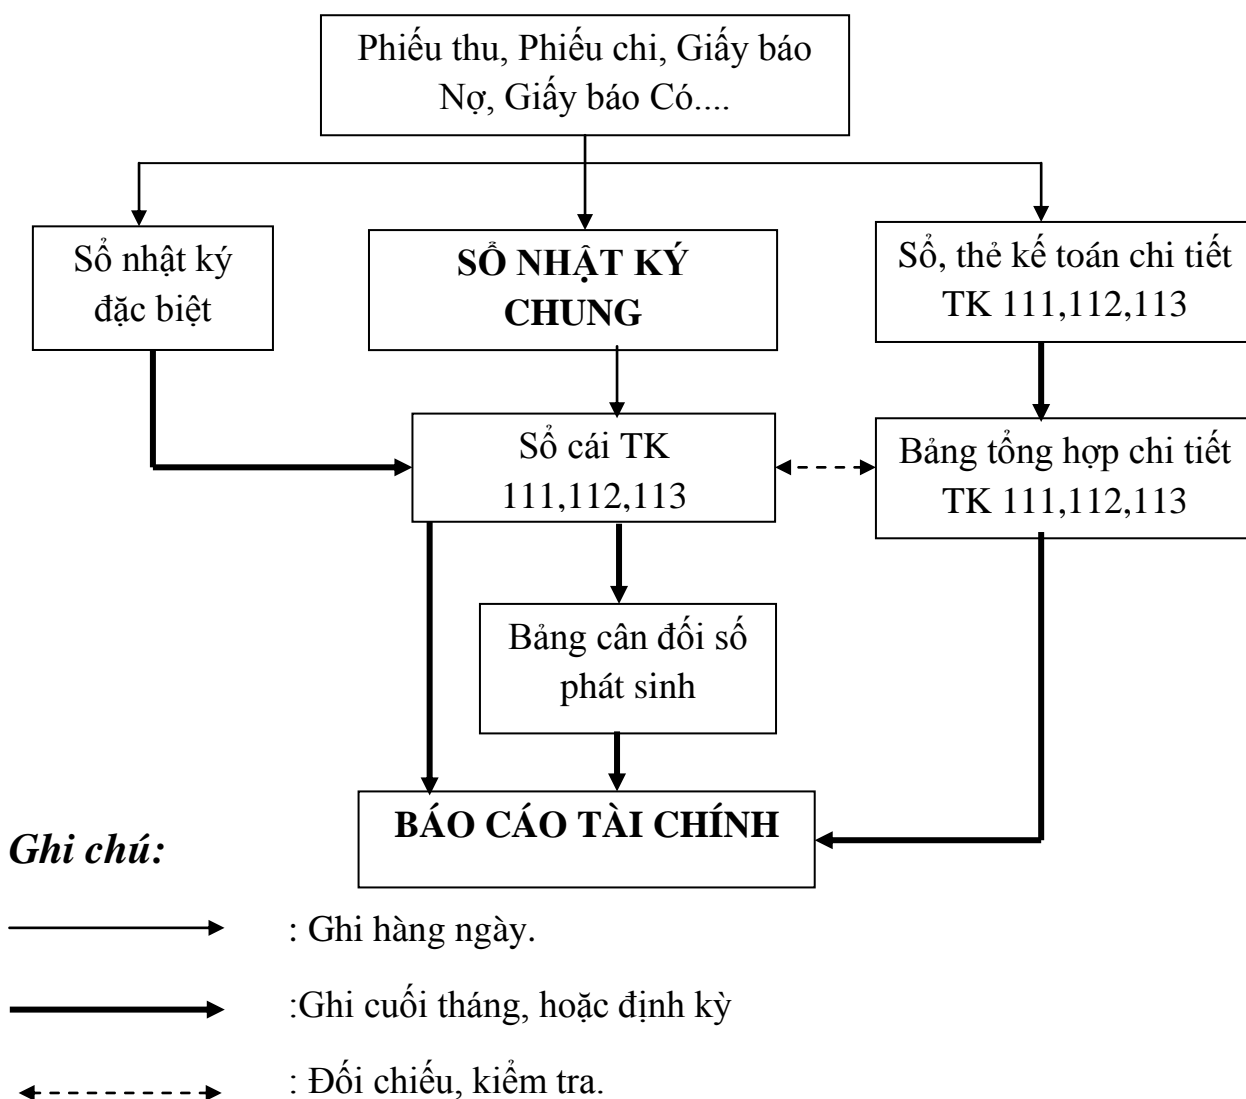 Phiếu thu, Phiếu chi, Giấy báo
Nợ, Giấy báo Có....
Sổ nhật ký
đặc biệt
SỔ NHẬT KÝ
CHUNG
Sổ, thẻ kế toán chi tiết
TK 111,112,113
Sổ cái TK
111,112,113
Bảng tổng hợp chi tiết
TK 111,112,113
Bảng cân đối số
phát sinh
BÁO CÁO TÀI CHÍNH
Ghi chú:
: Ghi hàng ngày.
:Ghi cuối tháng, hoặc định kỳ
: Đối chiếu, kiểm tra.